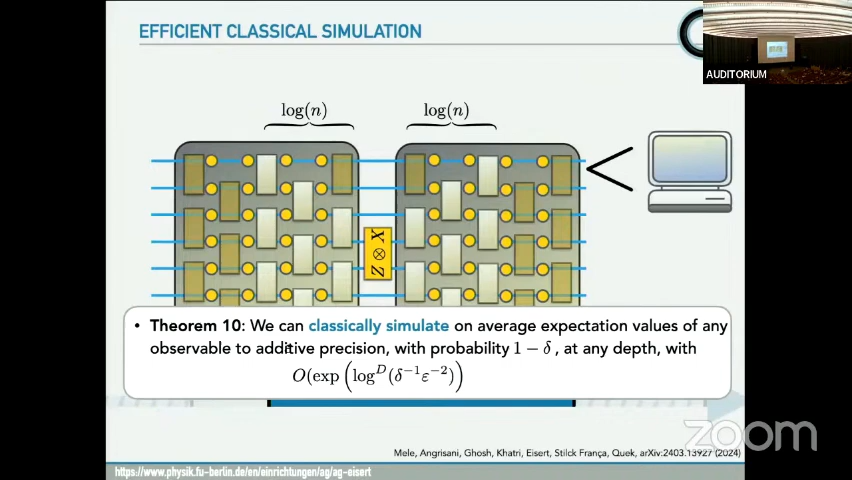 EFFICIENT CLASSICAL SIMULATION
AUDITORIUM
log(n) log(n)
Z ⊗ X
• Theorem 10: We can classically simulate on average expectation values of any
observable to additive precision, with probability 1 − δ , at any depth, with
O(exp (log^D(δ^{-1}ε^{-2}))
zoom
Mele, Angrisani, Ghosh, Khatri, Eisert, Stilck França, Quek, arXiv:2403.13927 (2024)
https://www.physik.fu-berlin.de/en/einrichtungen/ag/ag-eisert